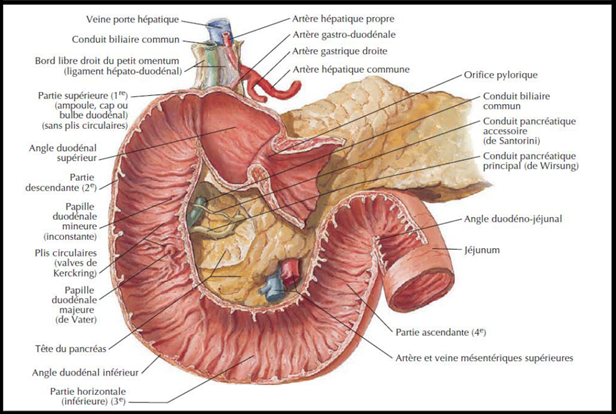 Veine porte hépatique
Conduit biliaire commun
Bord libre droit du petit omentum
(ligament hépato-duodénal)
Partie supérieure (1re)
(ampoule, cap ou
bulbe duodénal)
(sans plis circulaires)
Angle duodénal
supérieur
Partie
descendante (2e)
Papille
duodénale
mineure
(inconstante)
Plis circulaires
(valves de
Kerckring)
Papille
duodénale
majeure
(de Vater)
Tête du pancréas
Angle duodénal inférieur
Partie horizontale
(inférieure) (3e)
Artère hépatique propre
Artère gastro-duodénale
Artère gastrique droite
Artère hépatique commune
Orifice pylorique
Conduit biliaire
commun
Conduit pancréatique
accessoire
(de Santorini)
Conduit pancréatique
principal (de Wirsung)
Angle duodéno-jéjunal
Jéjunum
Partie ascendante (4e)
Artère et veine mésentériques supérieures